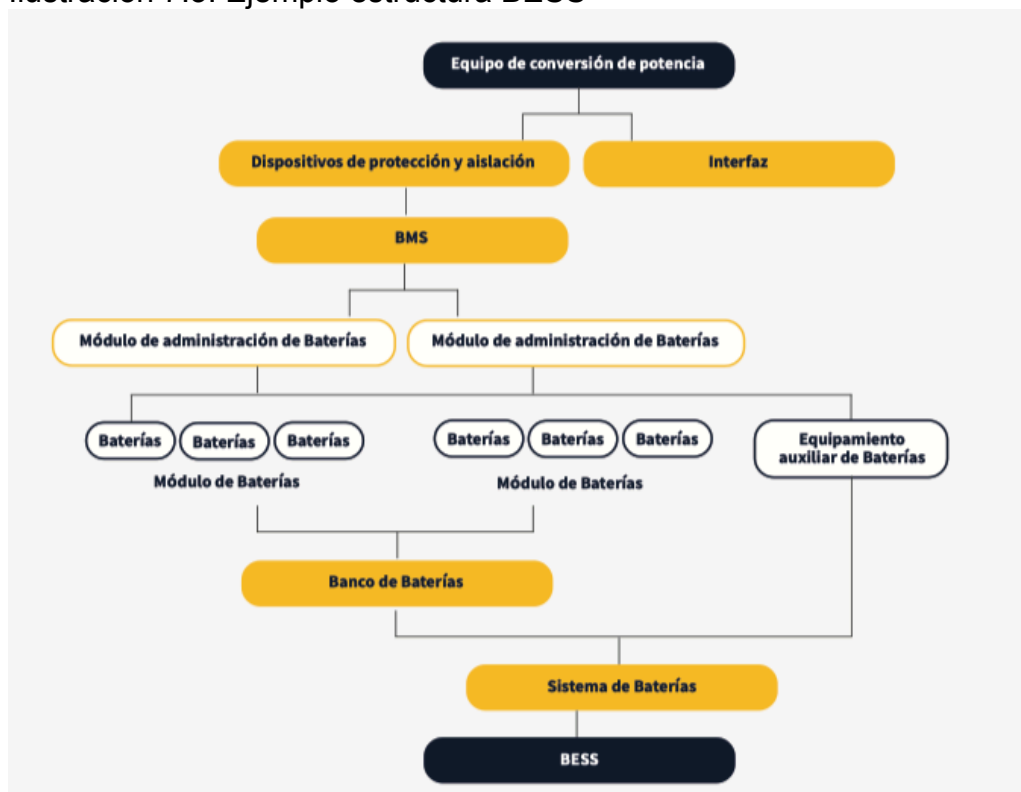 Equipo de conversión de potencia
Dispositivos de protección y aislación
Interfaz
BMS
Módulo de administración de Baterías
Módulo de administración de Baterías
Baterías
Baterías
Baterías
Baterías
Baterías
Baterías
Equipamiento
auxiliar de Baterías
Módulo de Baterías
Módulo de Baterías
Banco de Baterías
Sistema de Baterías
BESS